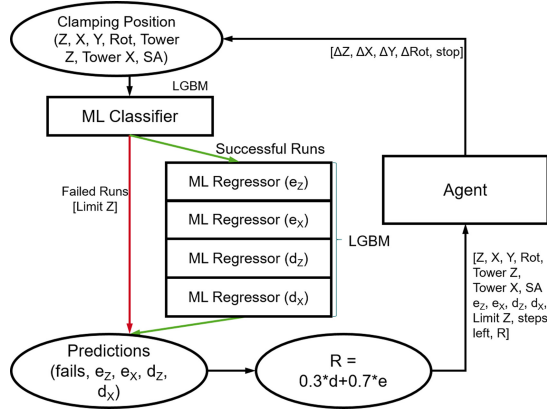 Clamping Position
(Z, X, Y, Rot, Tower
Z, Tower X, SA)
[ΔZ, ΔX, ΔY, ΔRot, stop]
LGBM
ML Classifier
Successful Runs
Failed Runs
[Limit Z]
ML Regressor (eZ)
ML Regressor (eX)
ML Regressor (dZ)
ML Regressor (dX)
LGBM
Agent
[Z, X, Y, Rot,
Tower Z,
Tower X, SA
eZ, eX, dZ, dX,
Limit Z, steps
left, R]
Predictions
(fails, eZ, eX, dZ,
dX)
R =
0.3*d+0.7*e